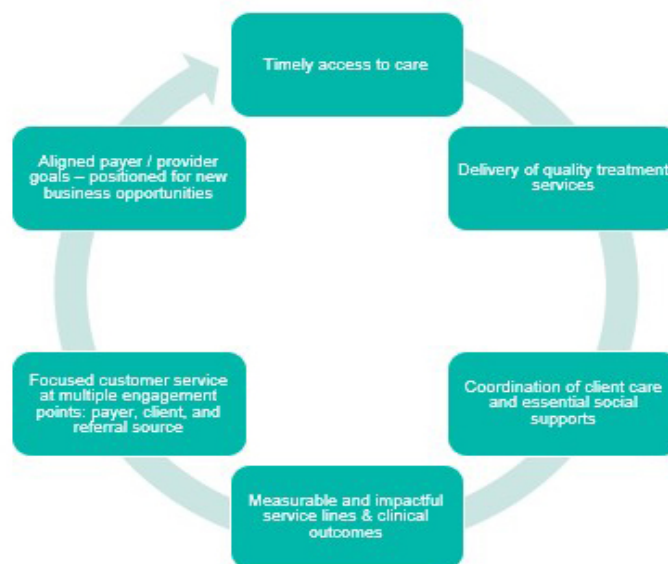 Timely access to care
Delivery of quality treatment
services
Coordination of client care
and essential social
supports
Measurable and impactful
service lines & clinical
outcomes
Focused customer service
at multiple engagement
points: payer, client, and
referral source
Aligned payer / provider
goals – positioned for new
business opportunities